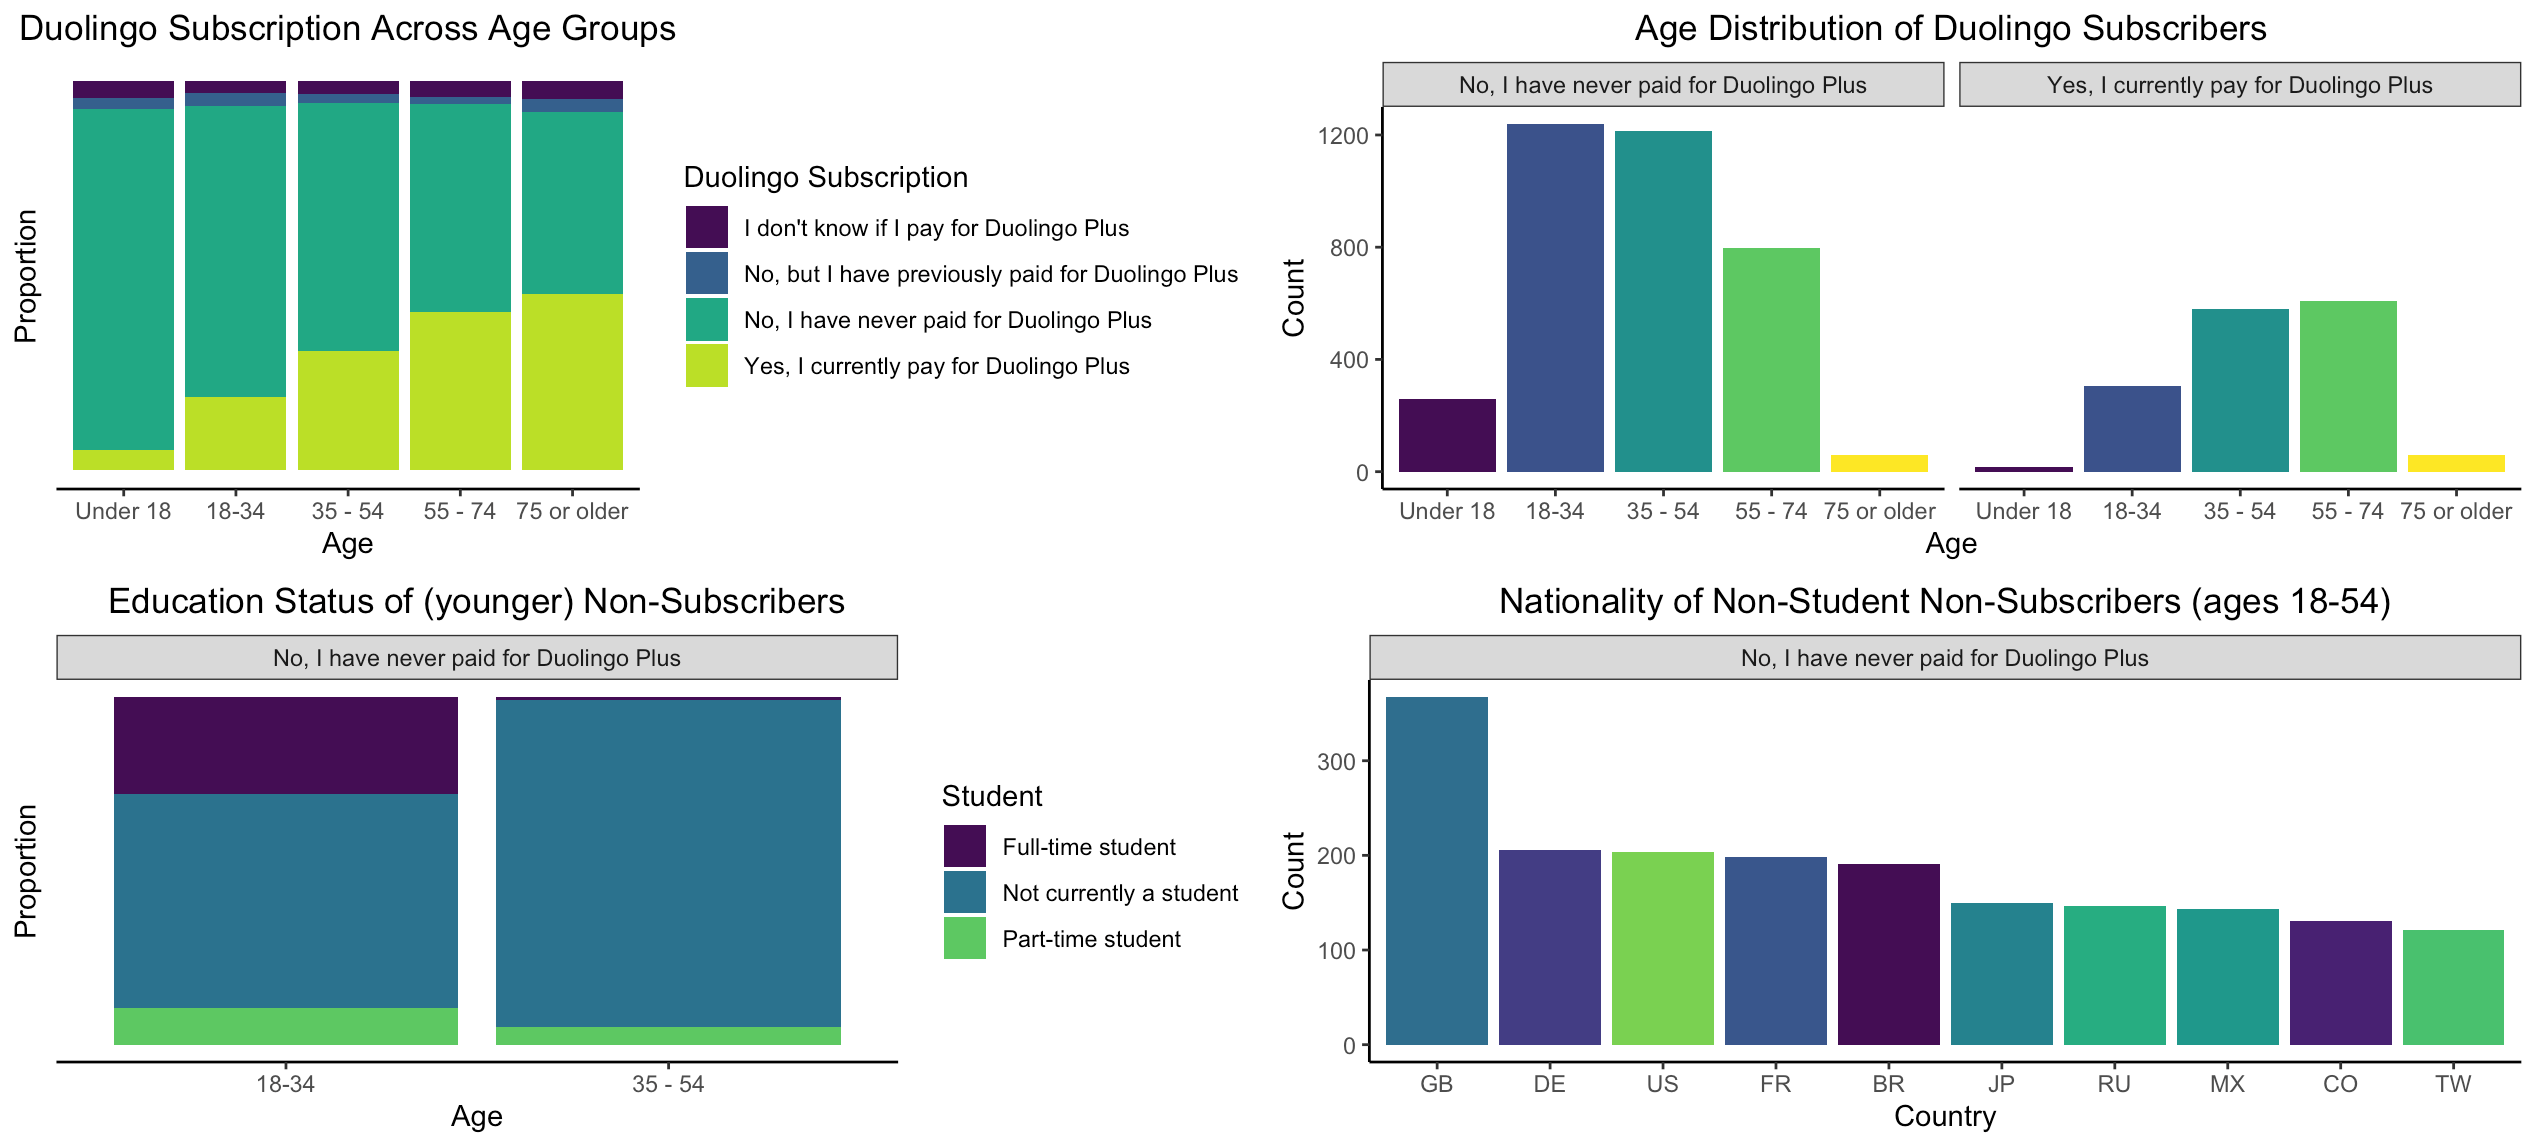 Duolingo Subscription Across Age Groups
Proportion
Under 18 18-34 35 - 54 55 - 74 75 or older
Age
Duolingo Subscription
I don't know if I pay for Duolingo Plus
No, but I have previously paid for Duolingo Plus
No, I have never paid for Duolingo Plus
Yes, I currently pay for Duolingo Plus
Age Distribution of Duolingo Subscribers
No, I have never paid for Duolingo Plus
Yes, I currently pay for Duolingo Plus
Count
1200
800
400
0
Under 18 18-34 35 - 54 55 - 74 75 or older
Under 18 18-34 35 - 54 55 - 74 75 or older
Age
Education Status of (younger) Non-Subscribers
No, I have never paid for Duolingo Plus
Proportion
18-34 35 - 54
Age
Student
Full-time student
Not currently a student
Part-time student
Nationality of Non-Student Non-Subscribers (ages 18-54)
No, I have never paid for Duolingo Plus
Count
300
200
100
0
GB DE US FR BR JP RU MX CO TW
Country